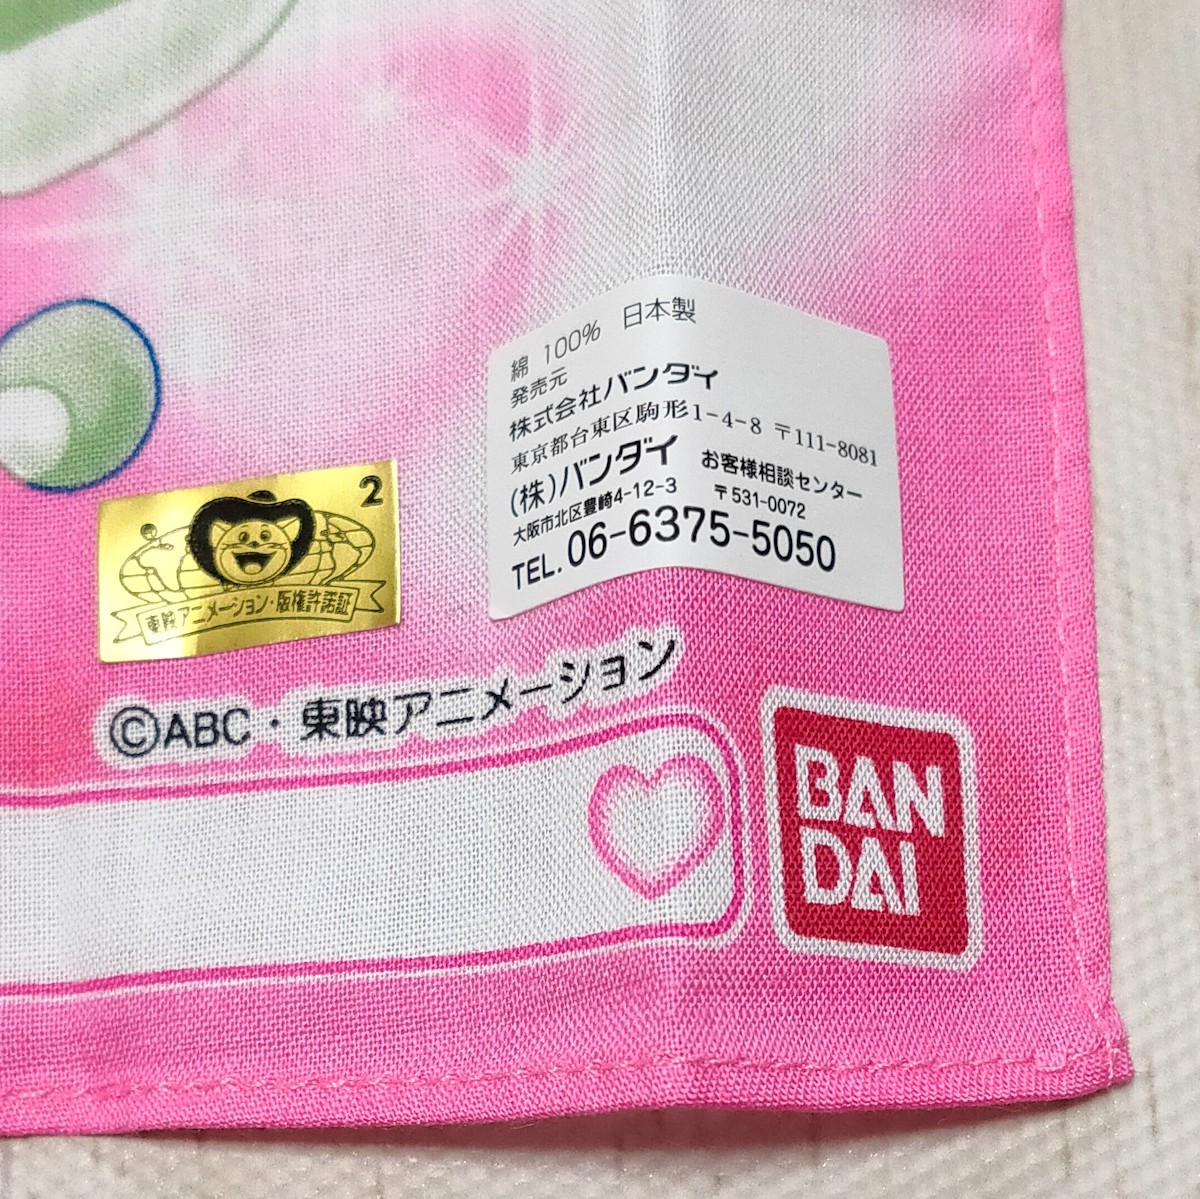 綿 100% 日本製
発売元
株式会社バンダイ
東京都台東区駒形1-4-8 〒111-8081
(株)バンダイ お客様相談センター
大阪市北区豊崎4-12-3 〒531-0072
TEL. 06-6375-5050
2
東映アニメーション・版権許諾証
©ABC・東映アニメーション
BAN
DAI